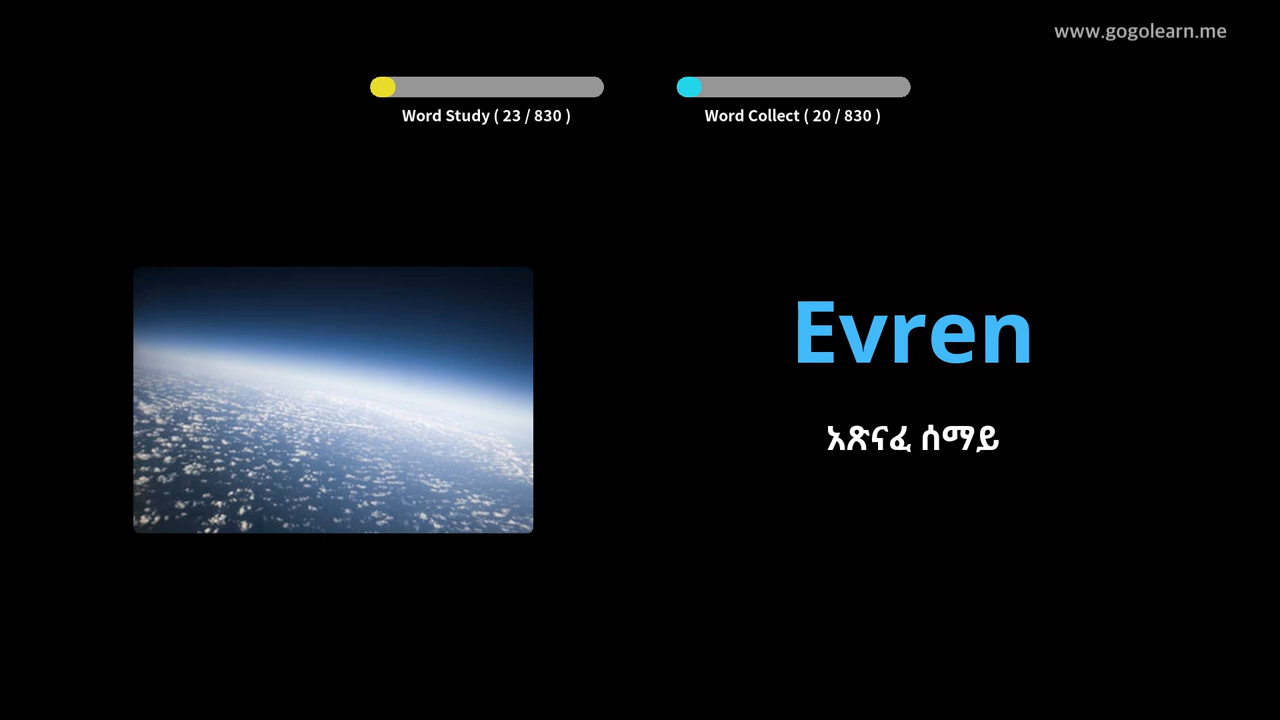 www.gogolearn.me
Word Study ( 23 / 830 )
Word Collect ( 20 / 830 )
Evren
አጽናፈ ሰማይ